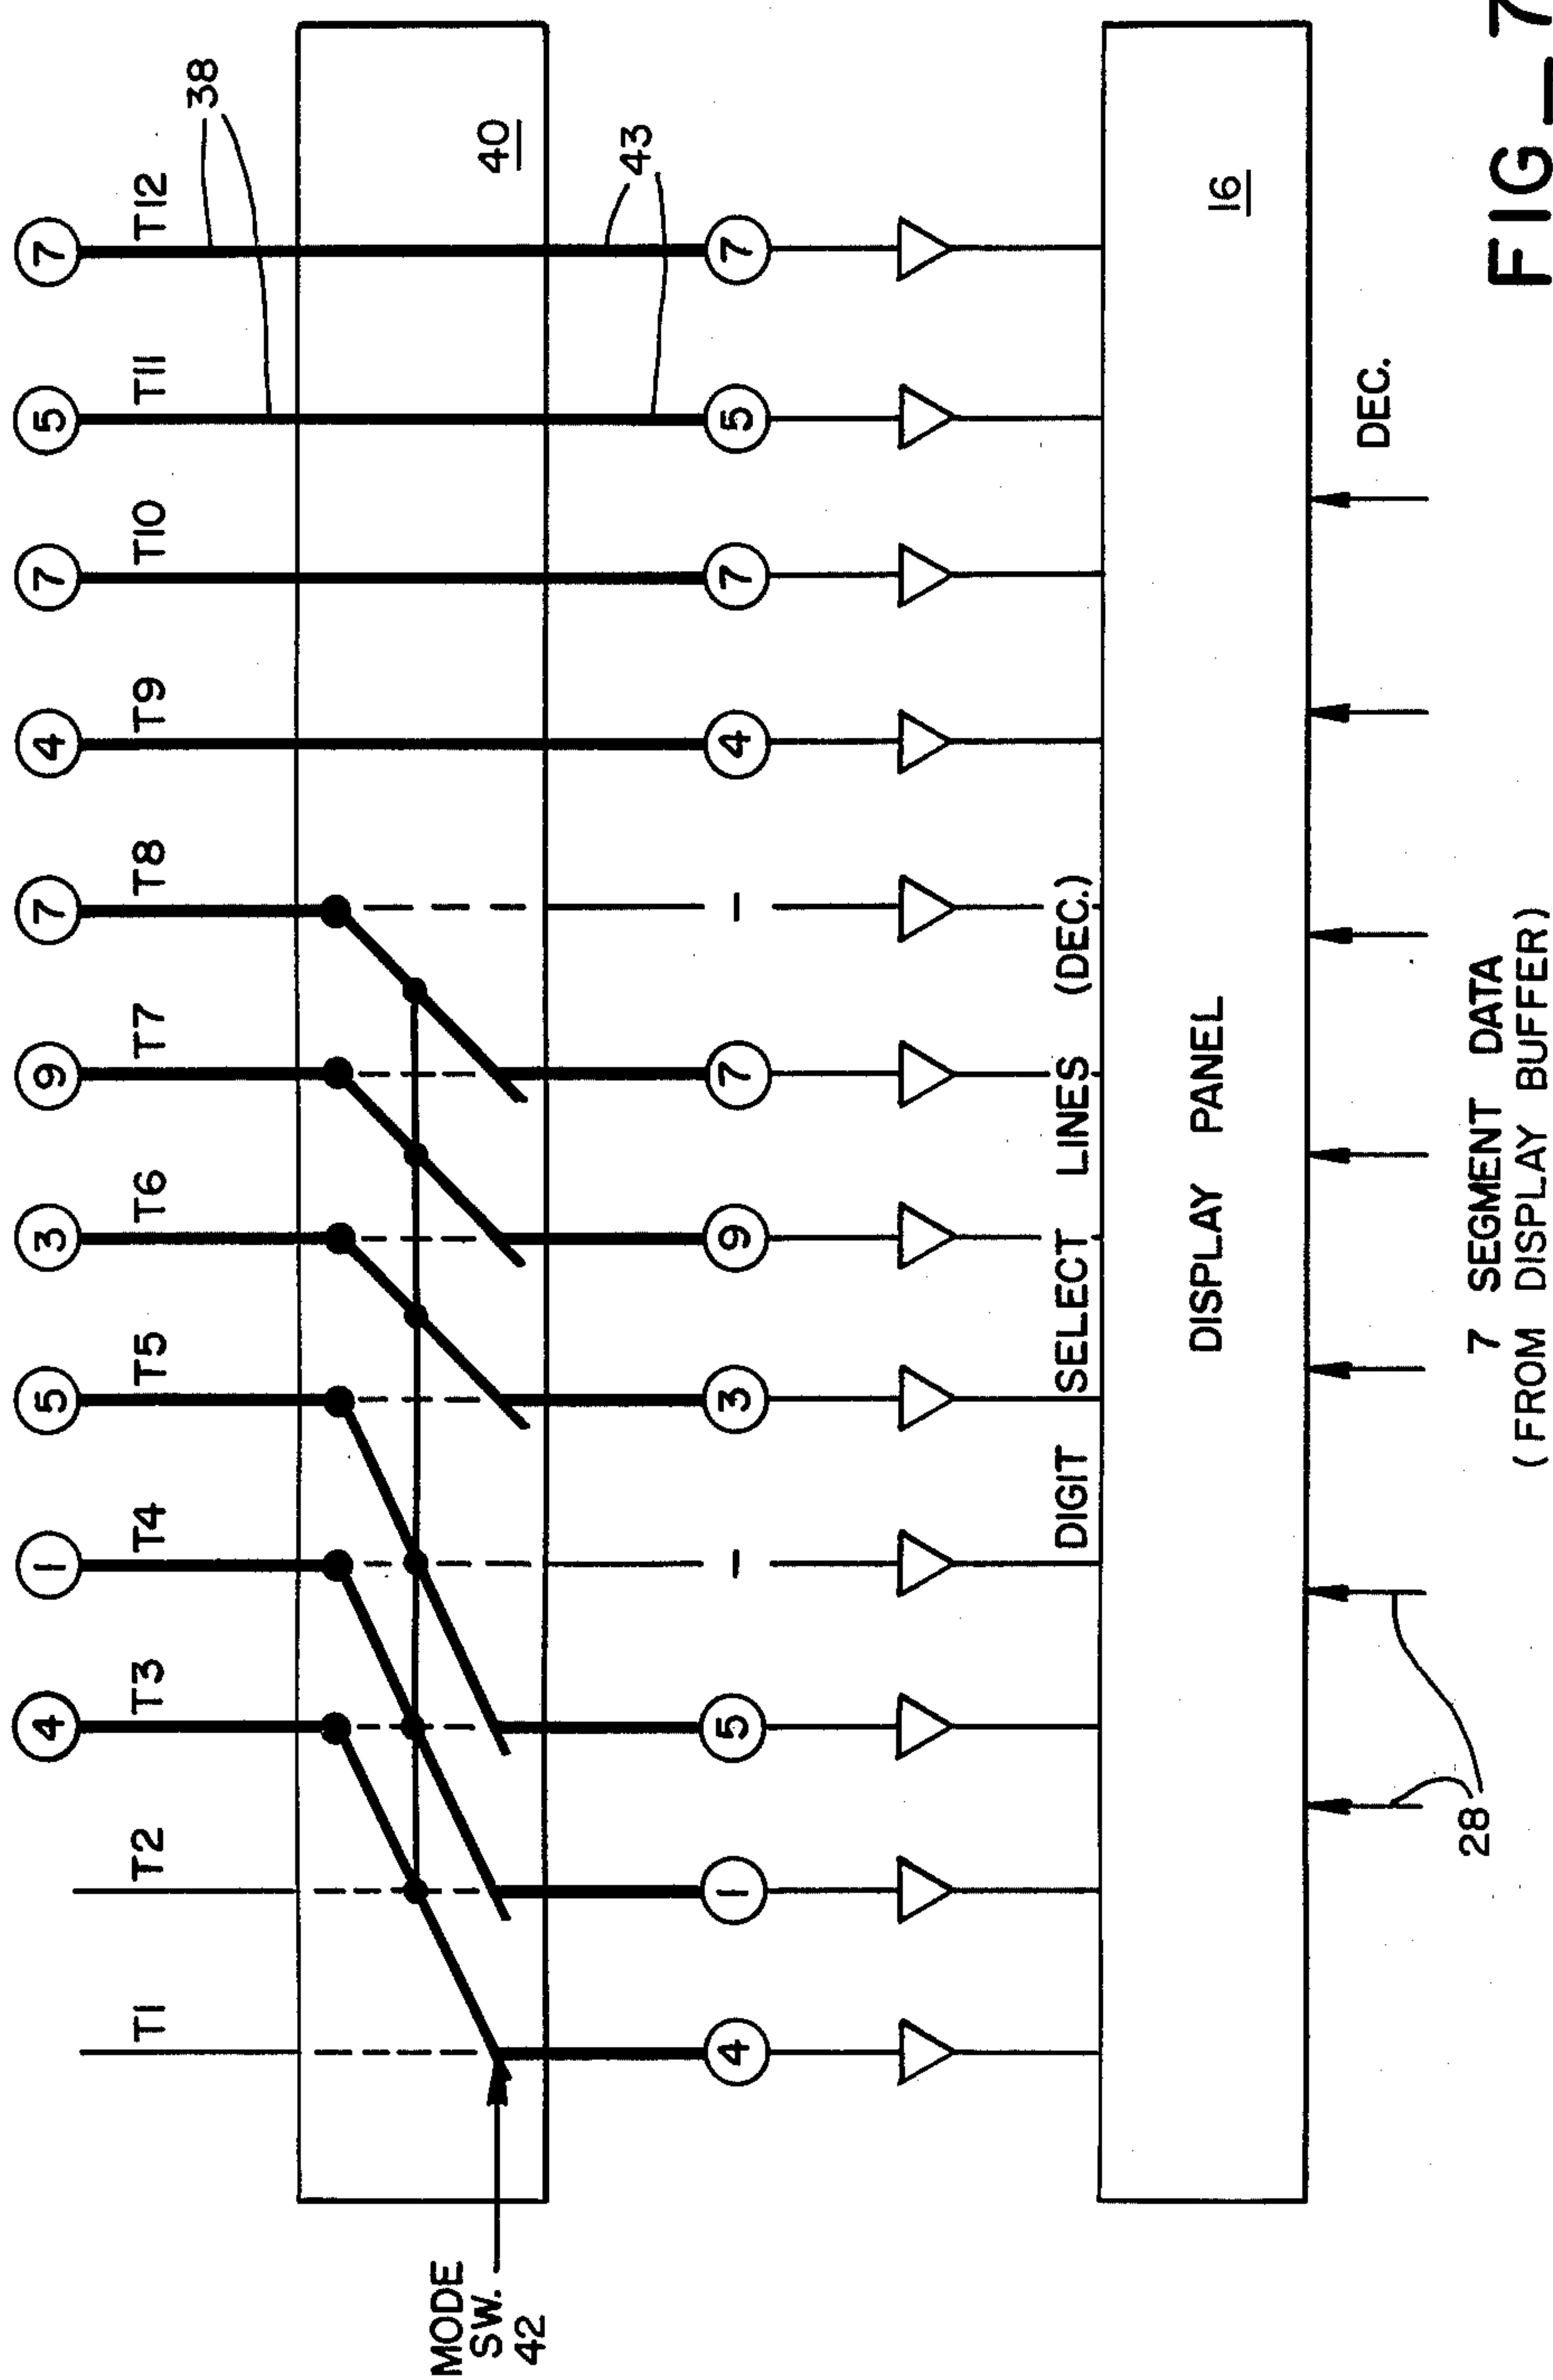 4 1 5 3 9 7 4 7 5 7
T1 T2 T3 T4 T5 T6 T7 T8 T9 T10 T11 T12
38
40
MODE
SW.
42
43
4 1 5 – 3 9 7 – 4 7 5 7
DIGIT SELECT LINES (DEC.)
DISPLAY PANEL
16
DEC.
28
7 SEGMENT DATA
(FROM DISPLAY BUFFER)
FIG_7